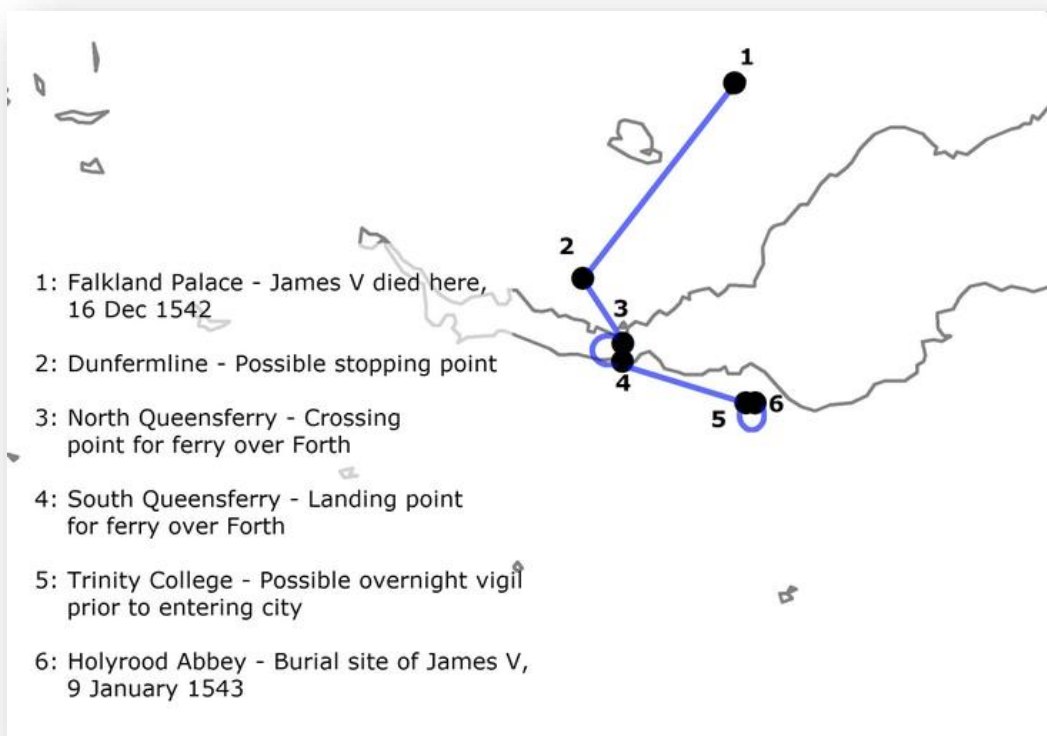 1
2
3
4
5
6
1: Falkland Palace - James V died here,
16 Dec 1542
2: Dunfermline - Possible stopping point
3: North Queensferry - Crossing
point for ferry over Forth
4: South Queensferry - Landing point
for ferry over Forth
5: Trinity College - Possible overnight vigil
prior to entering city
6: Holyrood Abbey - Burial site of James V,
9 January 1543